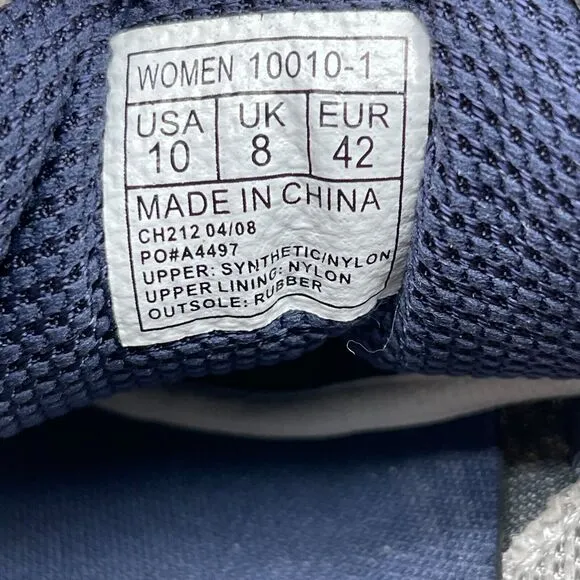 WOMEN 10010-1
USA UK EUR
10 8 42
MADE IN CHINA
CH212 04/08
PO#A4497
UPPER: SYNTHETIC/NYLON
UPPER LINING: NYLON
OUTSOLE: RUBBER